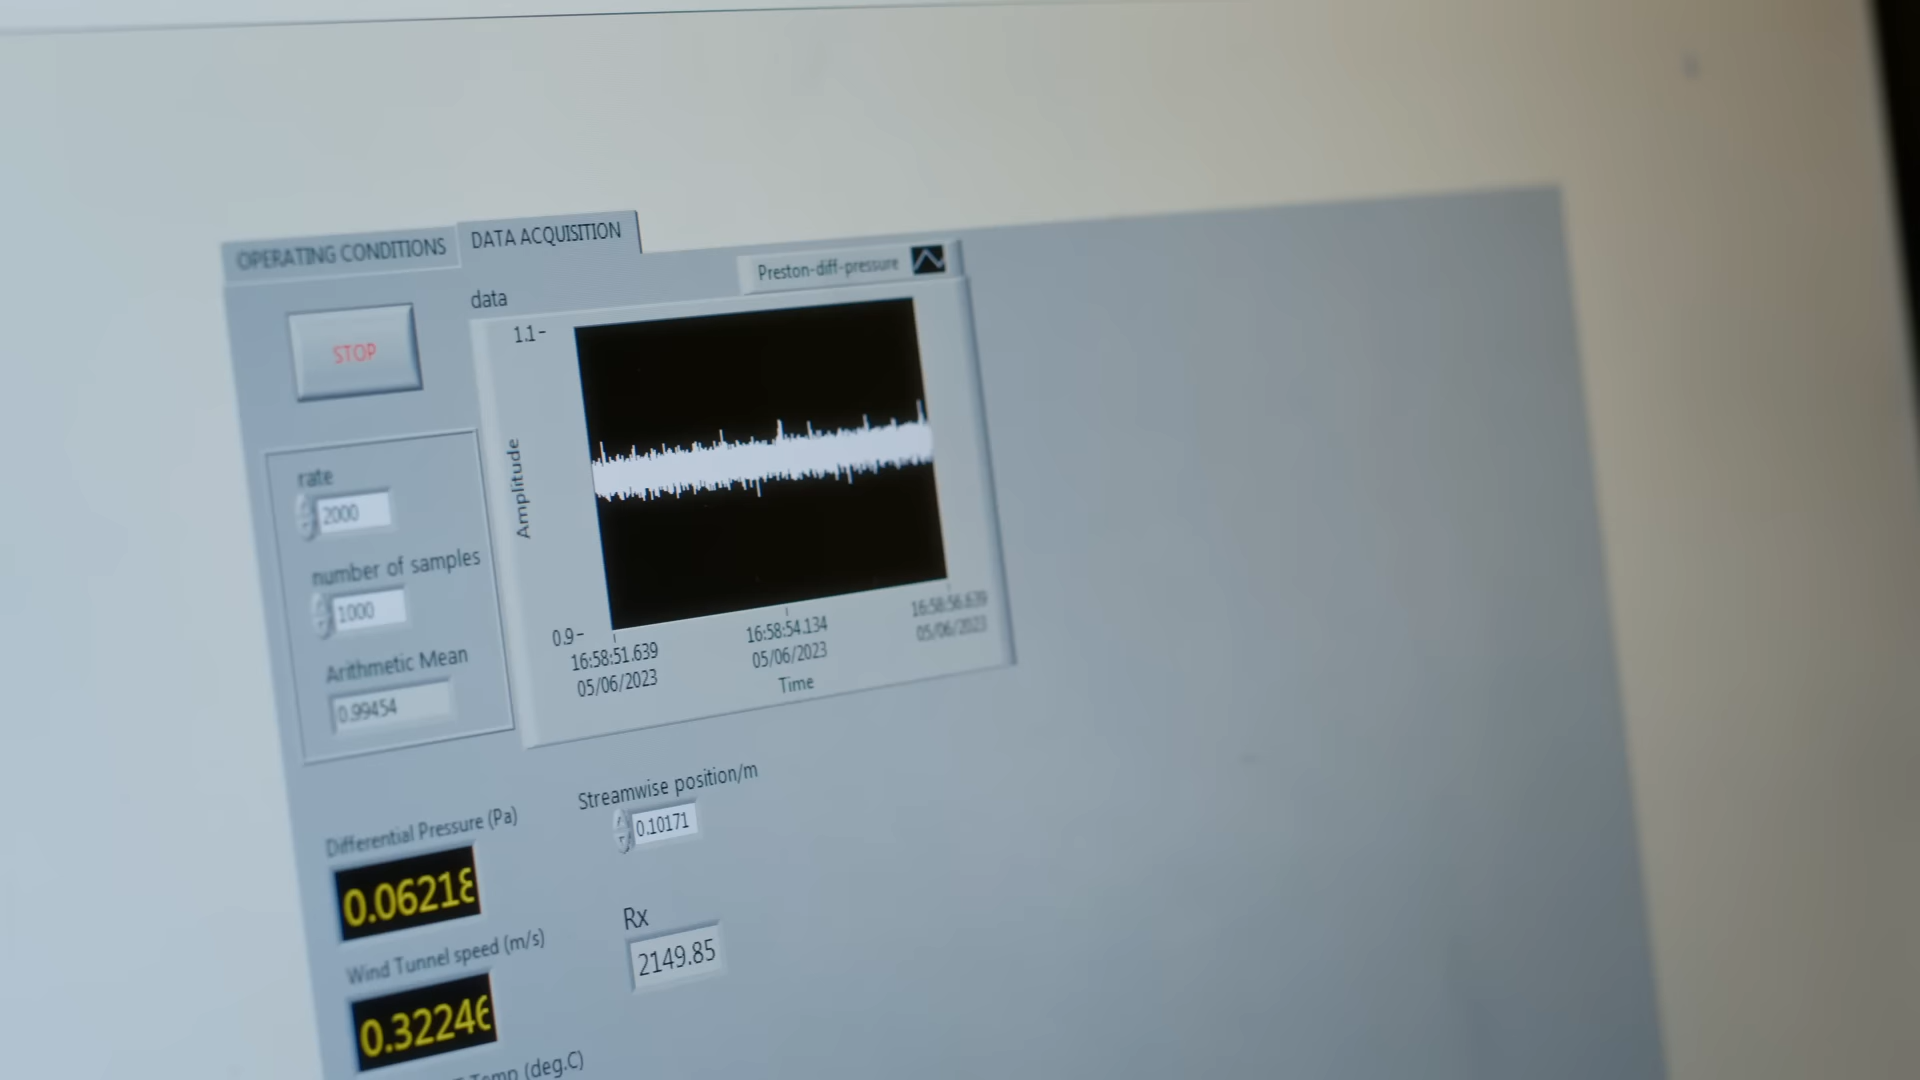 OPERATING CONDITIONS
DATA ACQUISITION
Preston-diff-pressure
data
STOP
1.1
Amplitude
0.9
16:58:51.639
05/06/2023
16:58:54.134
05/06/2023
16:58:56.639
05/06/2023
Time
rate
2000
number of samples
1000
Arithmetic Mean
0.99454
Streamwise position/m
0.10171
Differential Pressure (Pa)
0.06218
Rx
2149.85
Wind Tunnel speed (m/s)
0.32246
Temp (deg.C)